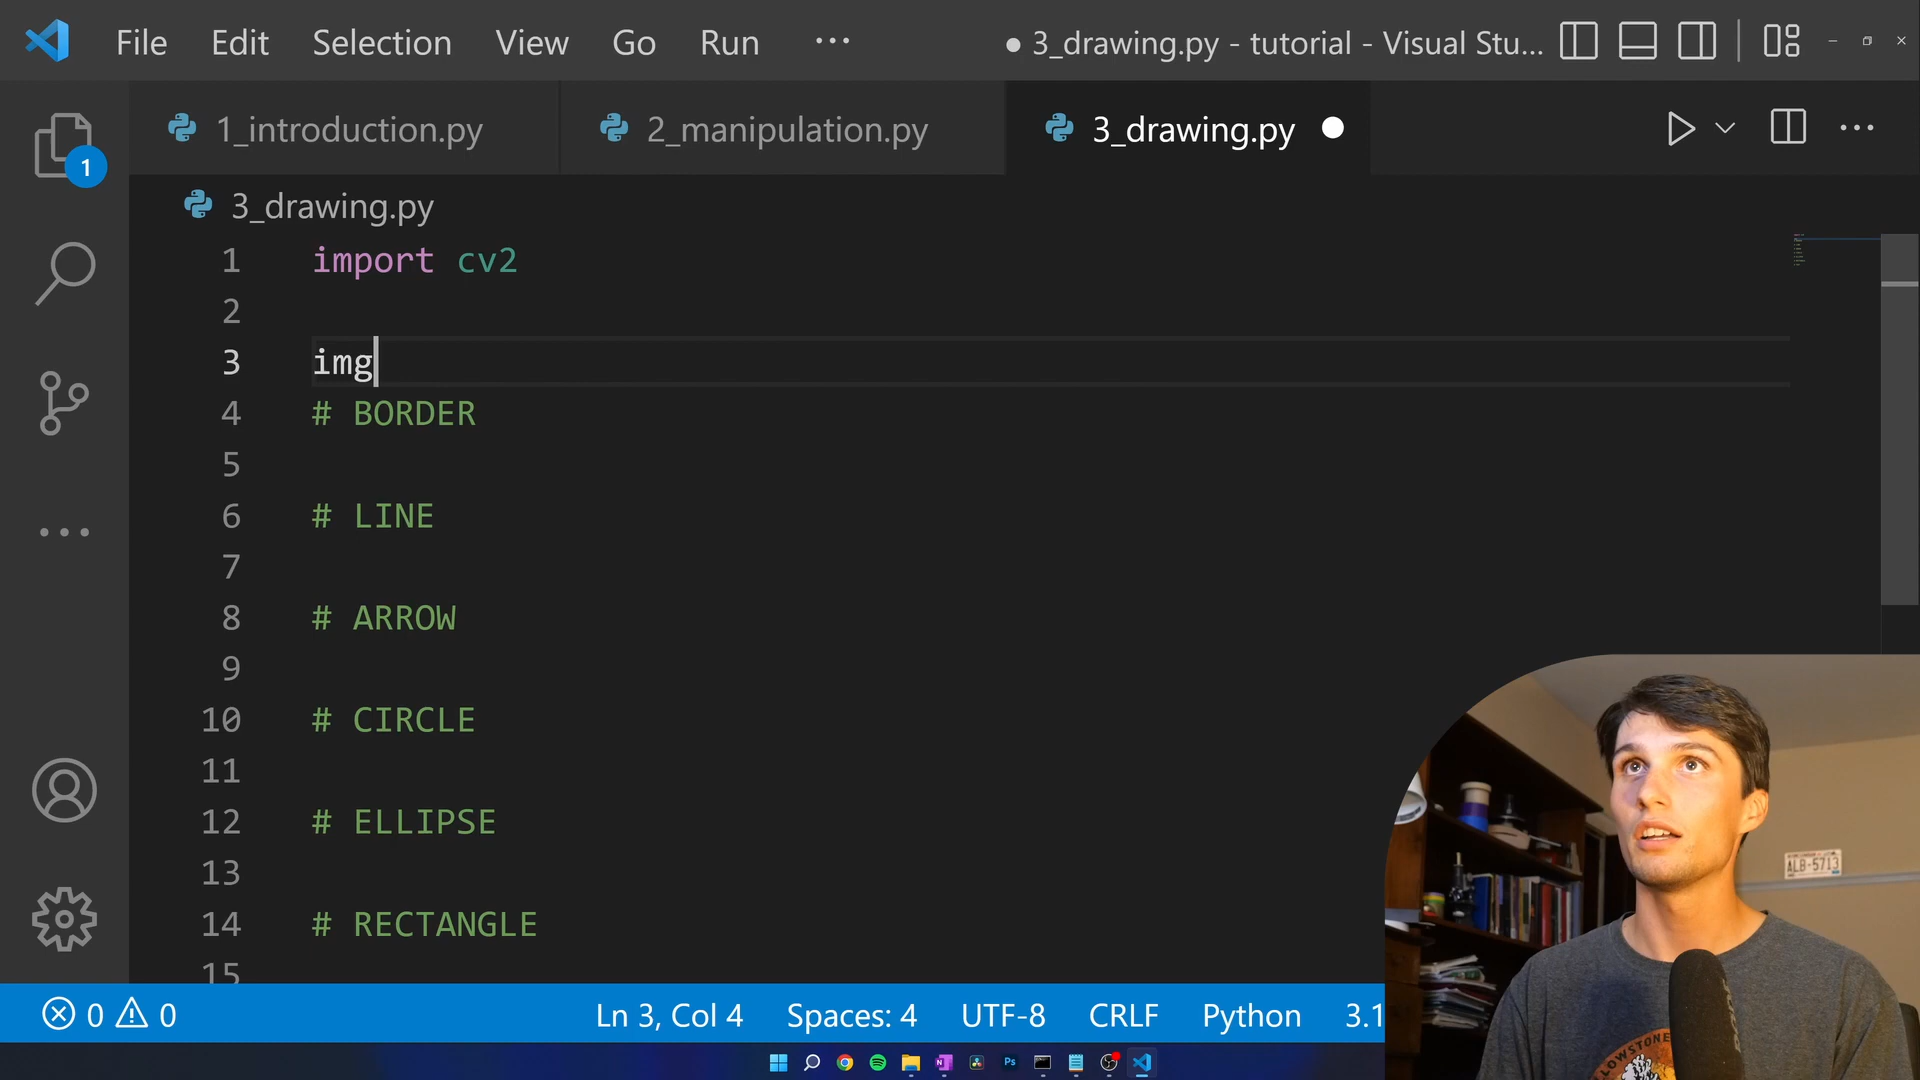 File Edit Selection View Go Run ··· ● 3_drawing.py - tutorial - Visual Stu...
1_introduction.py 2_manipulation.py 3_drawing.py
1
3_drawing.py
1 import cv2
2
3 img
4 # BORDER
5
6 # LINE
7
8 # ARROW
9
10 # CIRCLE
11
12 # ELLIPSE
13
14 # RECTANGLE
15
ALB-5713
0 0 Ln 3, Col 4 Spaces: 4 UTF-8 CRLF Python 3.1
Ps